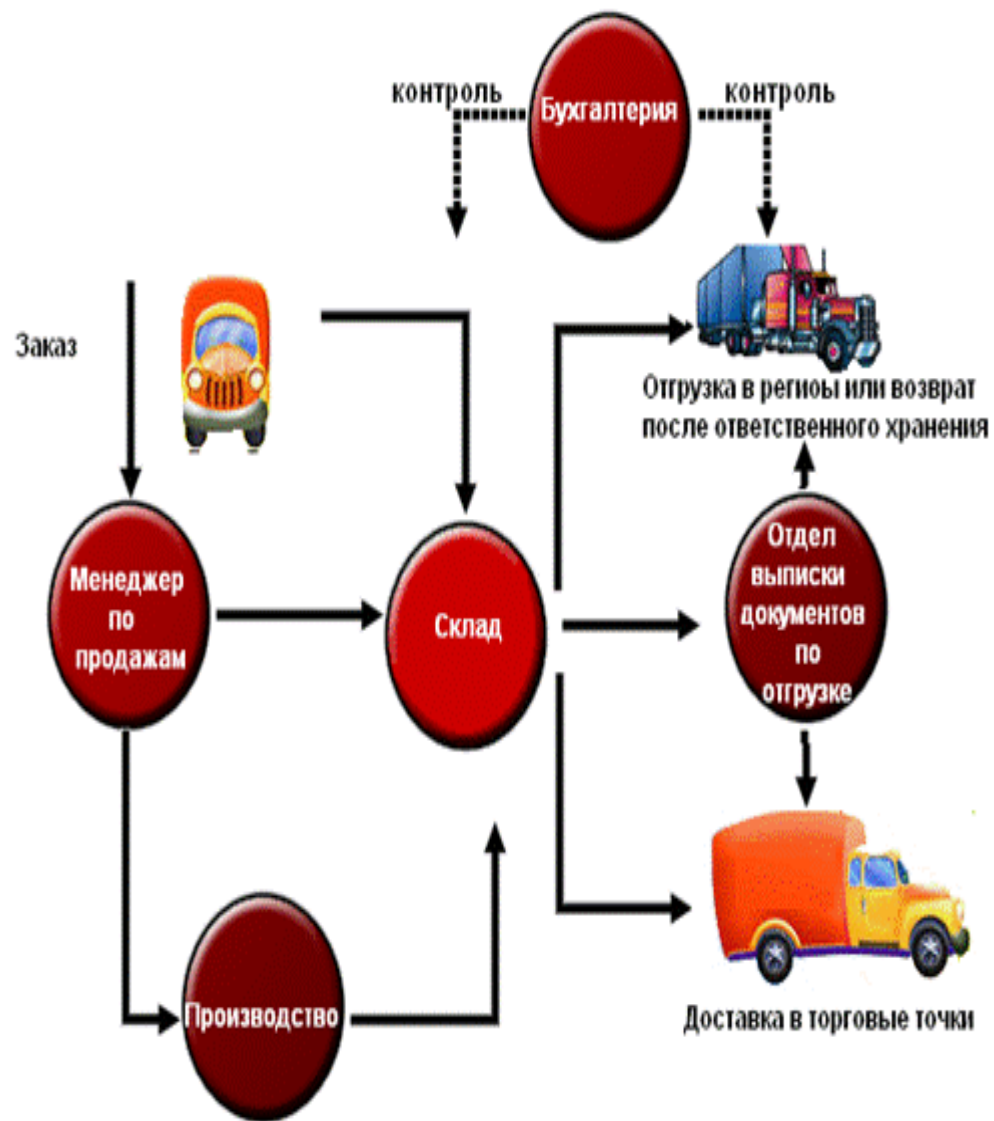 контроль
Бухгалтерия
контроль
Заказ
Отгрузка в региоы или возврат
после ответственного хранения
Менеджер
по
продажам
Склад
Отдел
выписки
документов
по
отгрузке
Производство
Доставка в торговые точки